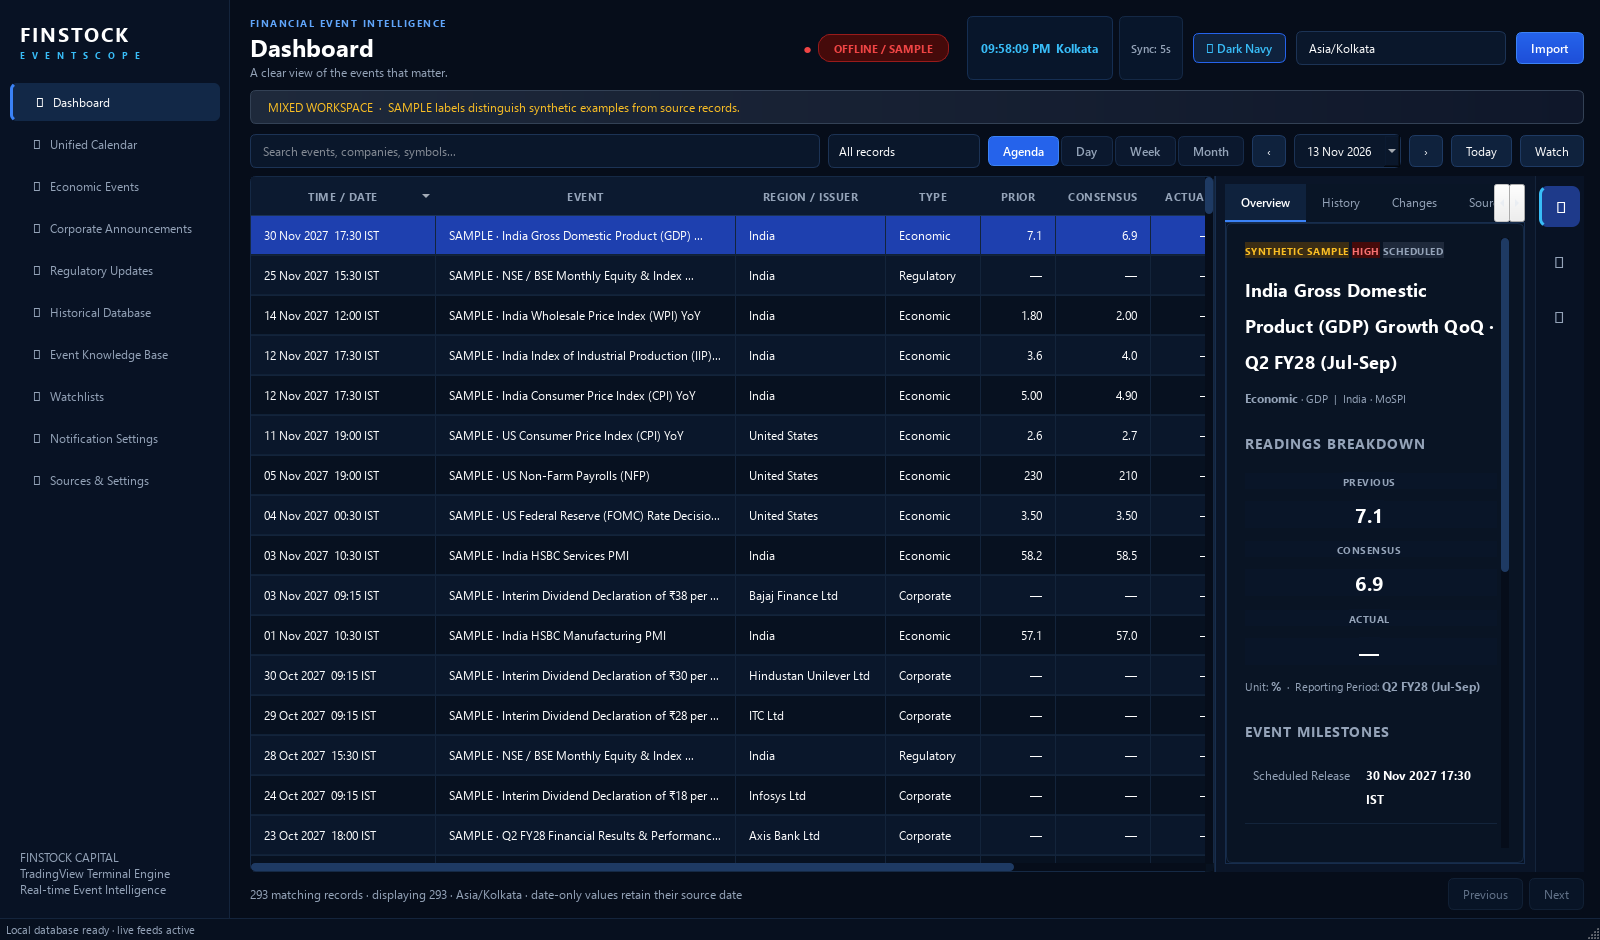 FINSTOCK
EVENTSCOPE
Dashboard
Unified Calendar
Economic Events
Corporate Announcements
Regulatory Updates
Historical Database
Event Knowledge Base
Watchlists
Notification Settings
Sources & Settings
FINSTOCK CAPITAL
TradingView Terminal Engine
Real-time Event Intelligence
FINANCIAL EVENT INTELLIGENCE
Dashboard
A clear view of the events that matter.
OFFLINE / SAMPLE
09:58:09 PM Kolkata
Sync: 5s
Dark Navy
Asia/Kolkata
Import
MIXED WORKSPACE · SAMPLE labels distinguish synthetic examples from source records.
Search events, companies, symbols...
All records
Agenda
Day
Week
Month
‹
13 Nov 2026
›
Today
Watch
TIME / DATE EVENT REGION / ISSUER TYPE PRIOR CONSENSUS ACTUA
30 Nov 2027 17:30 IST SAMPLE · India Gross Domestic Product (GDP) ... India Economic 7.1 6.9 —
25 Nov 2027 15:30 IST SAMPLE · NSE / BSE Monthly Equity & Index ... India Regulatory — — —
14 Nov 2027 12:00 IST SAMPLE · India Wholesale Price Index (WPI) YoY India Economic 1.80 2.00 —
12 Nov 2027 17:30 IST SAMPLE · India Index of Industrial Production (IIP)... India Economic 3.6 4.0 —
12 Nov 2027 17:30 IST SAMPLE · India Consumer Price Index (CPI) YoY India Economic 5.00 4.90 —
11 Nov 2027 19:00 IST SAMPLE · US Consumer Price Index (CPI) YoY United States Economic 2.6 2.7 —
05 Nov 2027 19:00 IST SAMPLE · US Non-Farm Payrolls (NFP) United States Economic 230 210 —
04 Nov 2027 00:30 IST SAMPLE · US Federal Reserve (FOMC) Rate Decisio... United States Economic 3.50 3.50 —
03 Nov 2027 10:30 IST SAMPLE · India HSBC Services PMI India Economic 58.2 58.5 —
03 Nov 2027 09:15 IST SAMPLE · Interim Dividend Declaration of ₹38 per ... Bajaj Finance Ltd Corporate — — —
01 Nov 2027 10:30 IST SAMPLE · India HSBC Manufacturing PMI India Economic 57.1 57.0 —
30 Oct 2027 09:15 IST SAMPLE · Interim Dividend Declaration of ₹30 per ... Hindustan Unilever Ltd Corporate — — —
29 Oct 2027 09:15 IST SAMPLE · Interim Dividend Declaration of ₹28 per ... ITC Ltd Corporate — — —
28 Oct 2027 15:30 IST SAMPLE · NSE / BSE Monthly Equity & Index ... India Regulatory — — —
24 Oct 2027 09:15 IST SAMPLE · Interim Dividend Declaration of ₹18 per ... Infosys Ltd Corporate — — —
23 Oct 2027 18:00 IST SAMPLE · Q2 FY28 Financial Results & Performanc... Axis Bank Ltd Corporate — — —
293 matching records · displaying 293 · Asia/Kolkata · date-only values retain their source date
Previous
Next
Overview
History
Changes
Sour
SYNTHETIC SAMPLE HIGH SCHEDULED
India Gross Domestic
Product (GDP) Growth QoQ ·
Q2 FY28 (Jul-Sep)
Economic · GDP | India · MoSPI
READINGS BREAKDOWN
PREVIOUS
7.1
CONSENSUS
6.9
ACTUAL
—
Unit: % · Reporting Period: Q2 FY28 (Jul-Sep)
EVENT MILESTONES
Scheduled Release 30 Nov 2027 17:30
IST
Local database ready · live feeds active